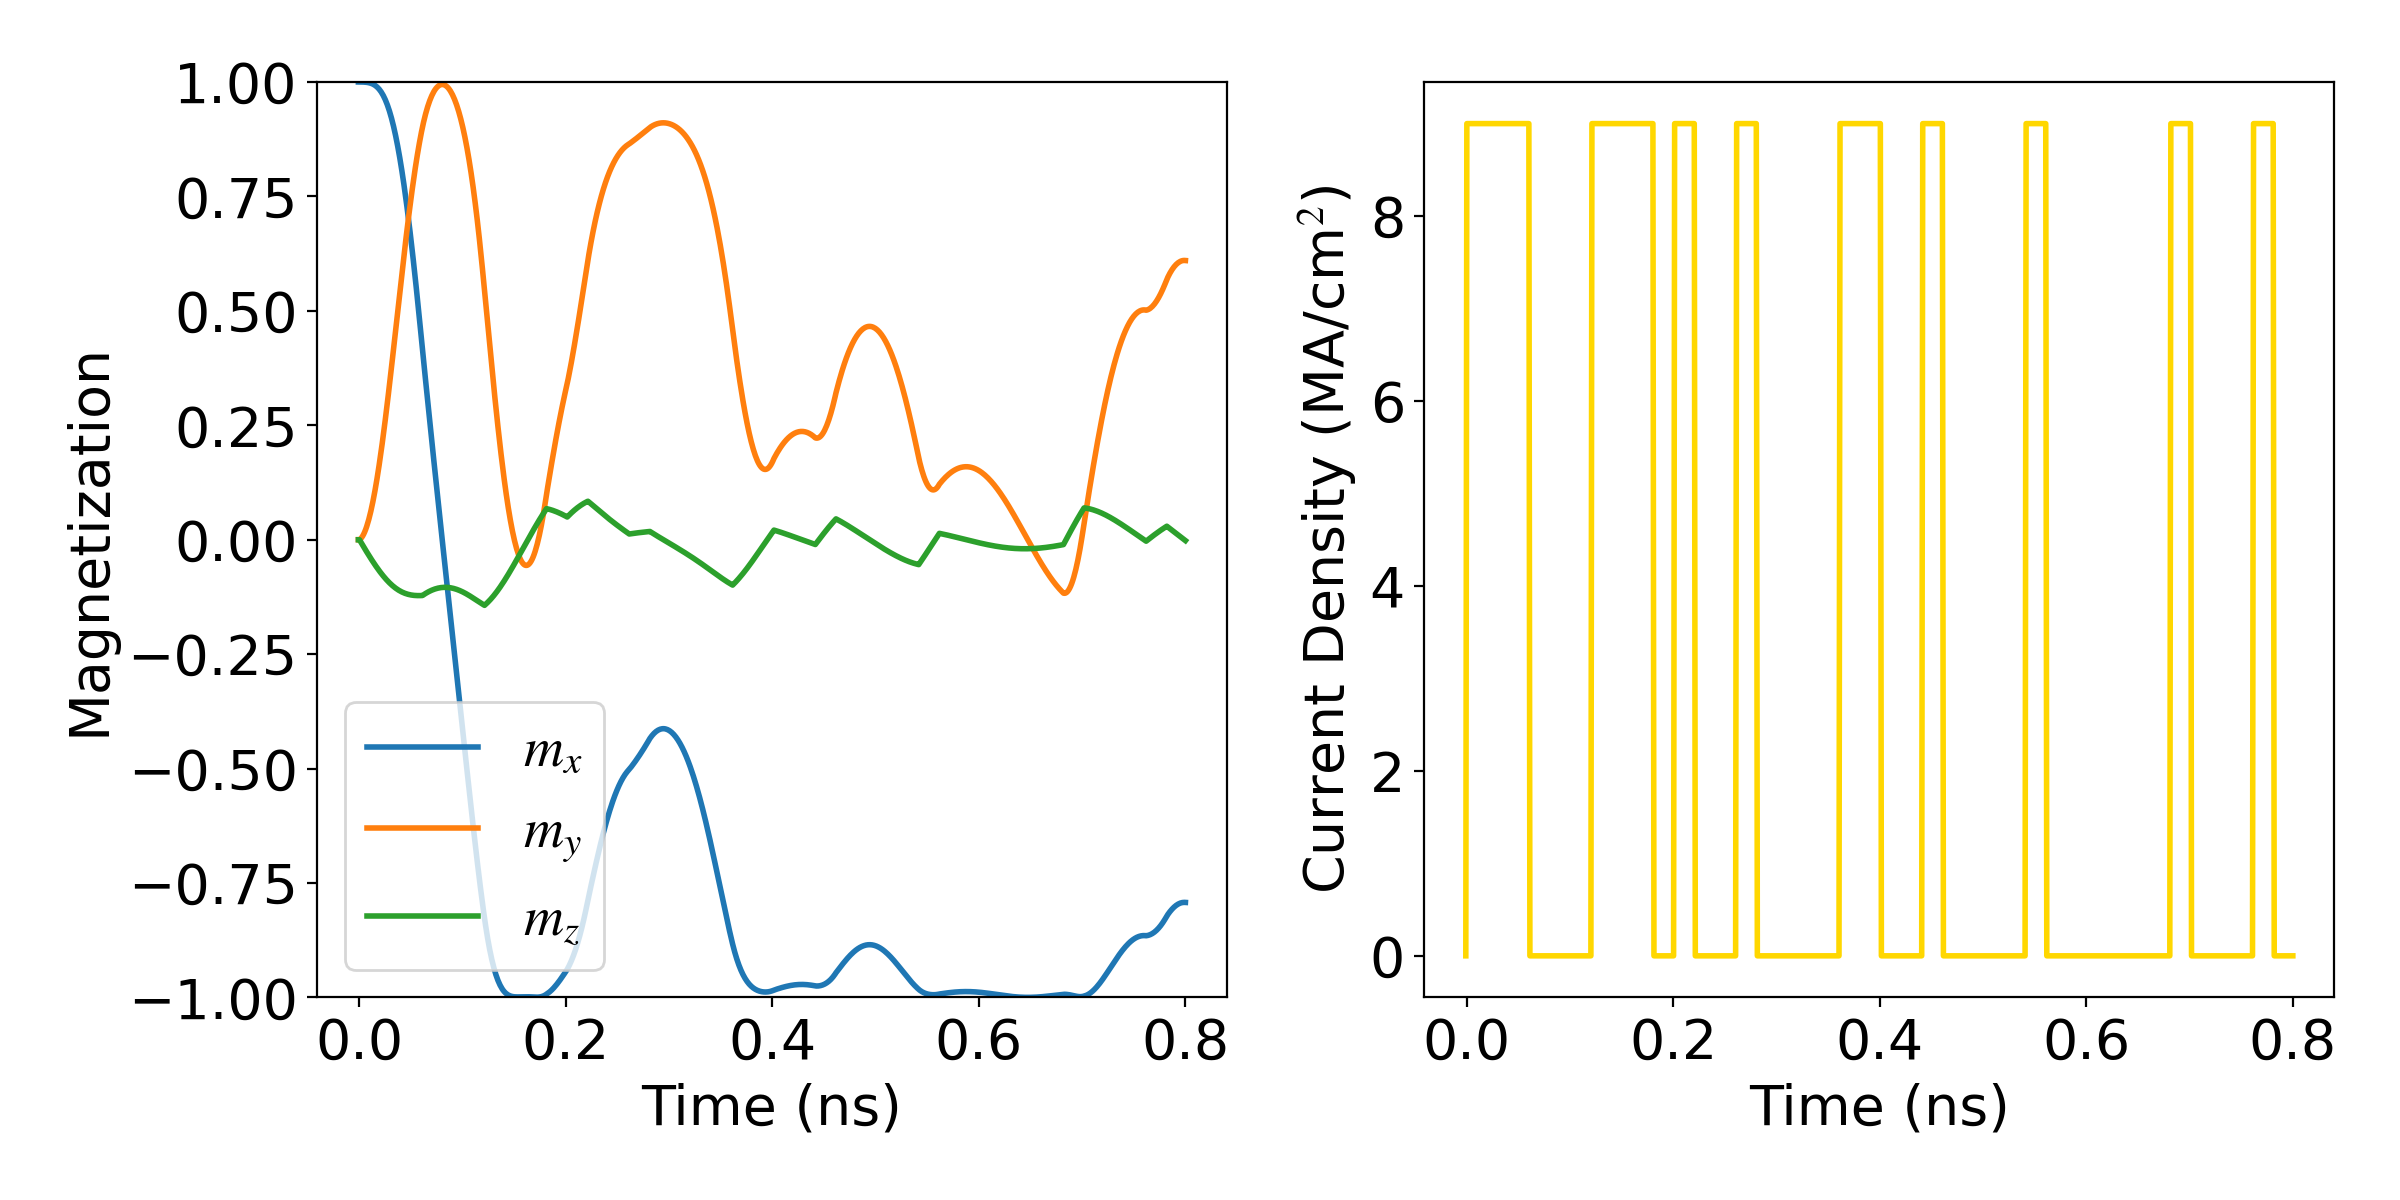 Magnetization
1.00
0.75
0.50
0.25
0.00
−0.25
−0.50
−0.75
−1.00
m_x
m_y
m_z
0.0 0.2 0.4 0.6 0.8
Time (ns)
Current Density (MA/cm²)
8
6
4
2
0
0.0 0.2 0.4 0.6 0.8
Time (ns)